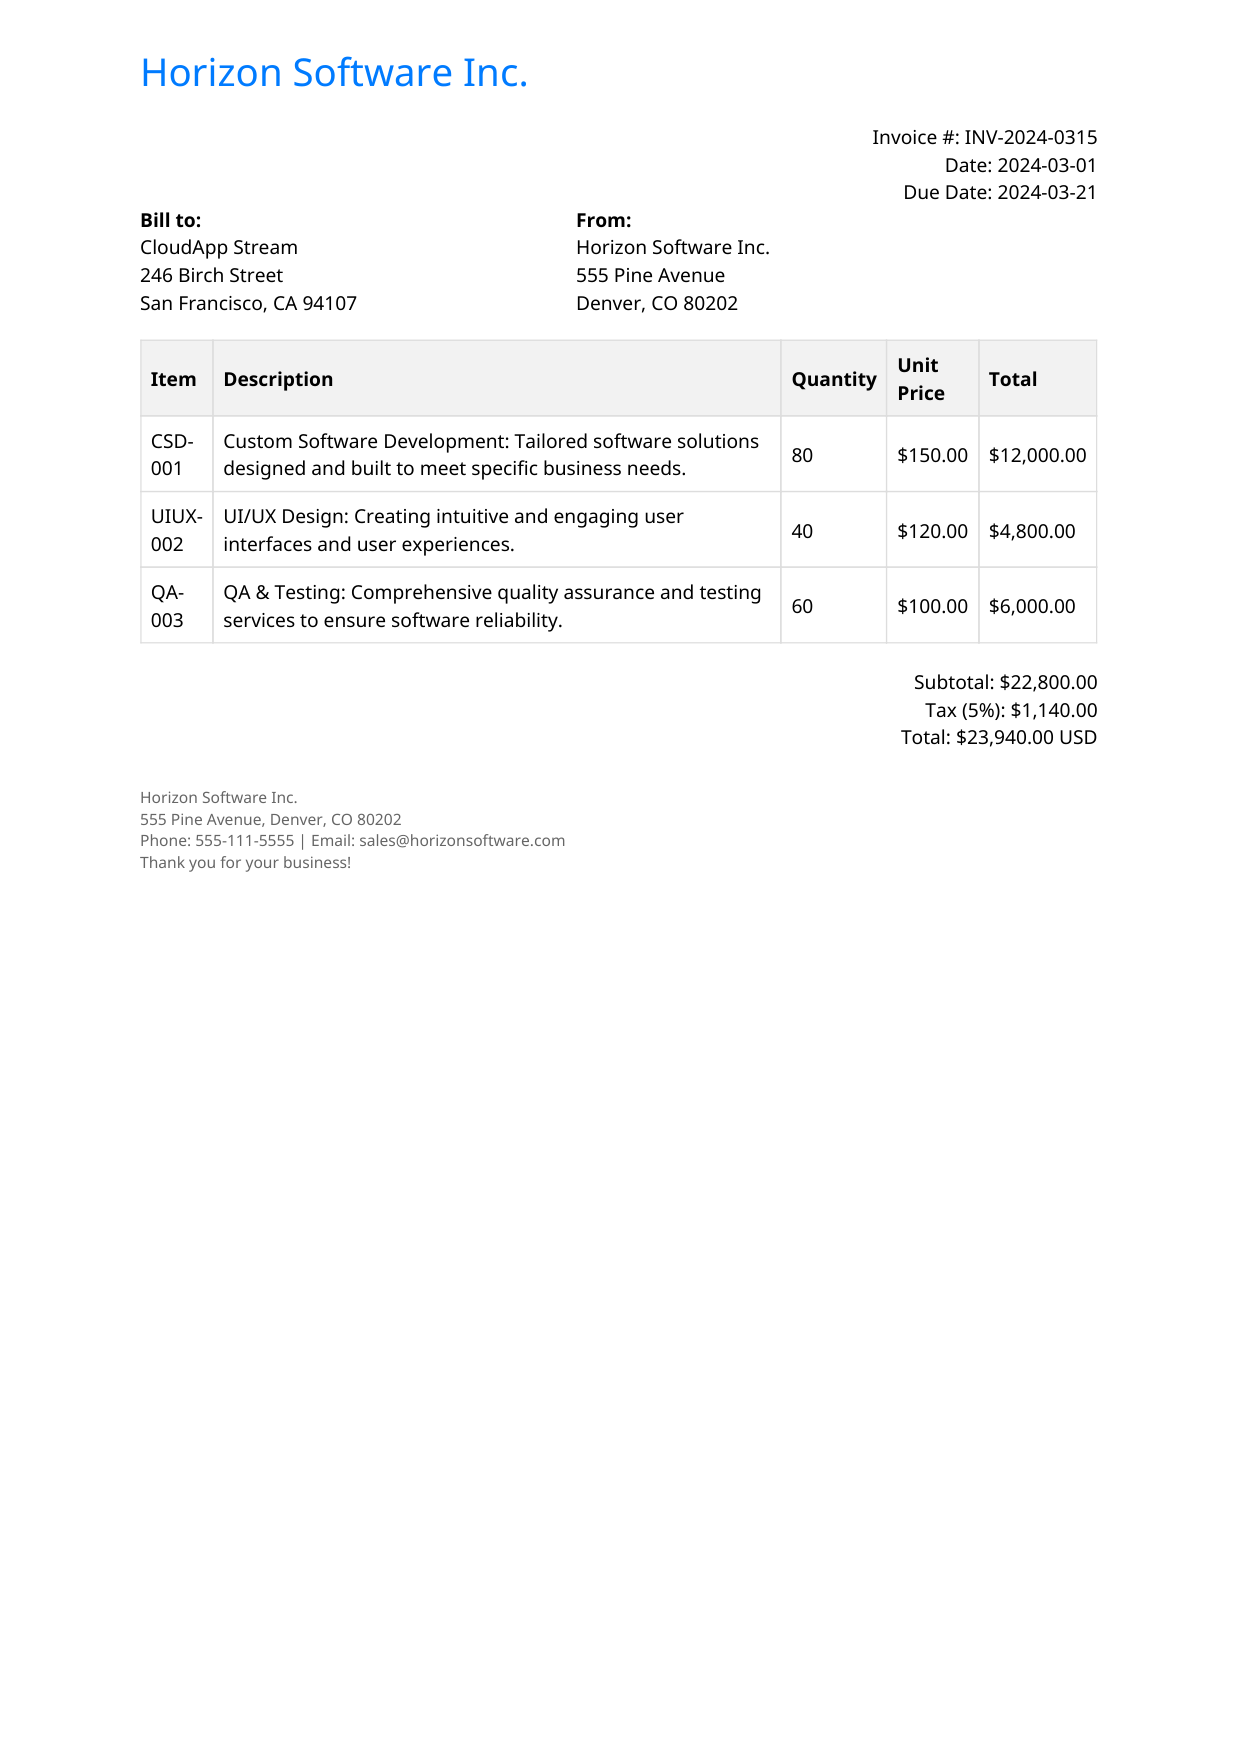 Horizon Software Inc.
Invoice #: INV-2024-0315
Date: 2024-03-01
Due Date: 2024-03-21
Bill to:
CloudApp Stream
246 Birch Street
San Francisco, CA 94107
From:
Horizon Software Inc.
555 Pine Avenue
Denver, CO 80202
Item Description Quantity Unit Price Total
CSD-001 Custom Software Development: Tailored software solutions designed and built to meet specific business needs. 80 $150.00 $12,000.00
UIUX-002 UI/UX Design: Creating intuitive and engaging user interfaces and user experiences. 40 $120.00 $4,800.00
QA-003 QA & Testing: Comprehensive quality assurance and testing services to ensure software reliability. 60 $100.00 $6,000.00
Subtotal: $22,800.00
Tax (5%): $1,140.00
Total: $23,940.00 USD
Horizon Software Inc.
555 Pine Avenue, Denver, CO 80202
Phone: 555-111-5555 | Email: sales@horizonsoftware.com
Thank you for your business!